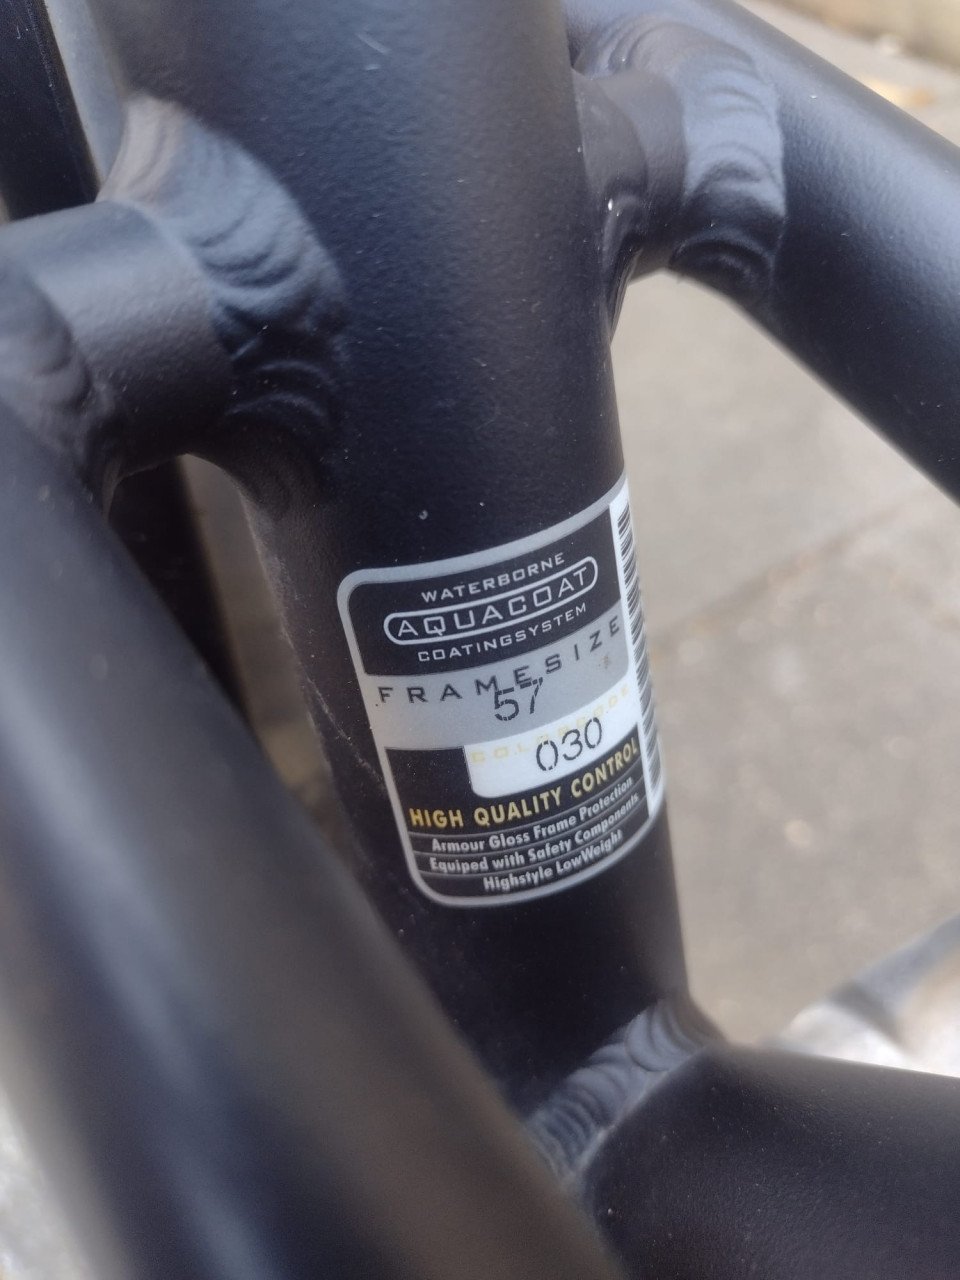 WATERBORNE
AQUACOAT
COATINGSYSTEM
FRAMESIZE
57
COLORCODE
030
HIGH QUALITY CONTROL
Armour Gloss Frame Protection
Equiped with Safety Components
Highstyle LowWeight